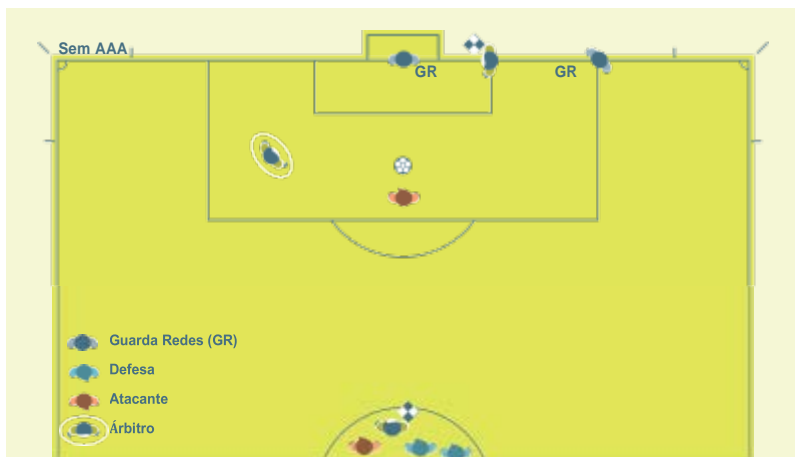 Sem AAA
GR GR
Guarda Redes (GR)
Defesa
Atacante
Árbitro